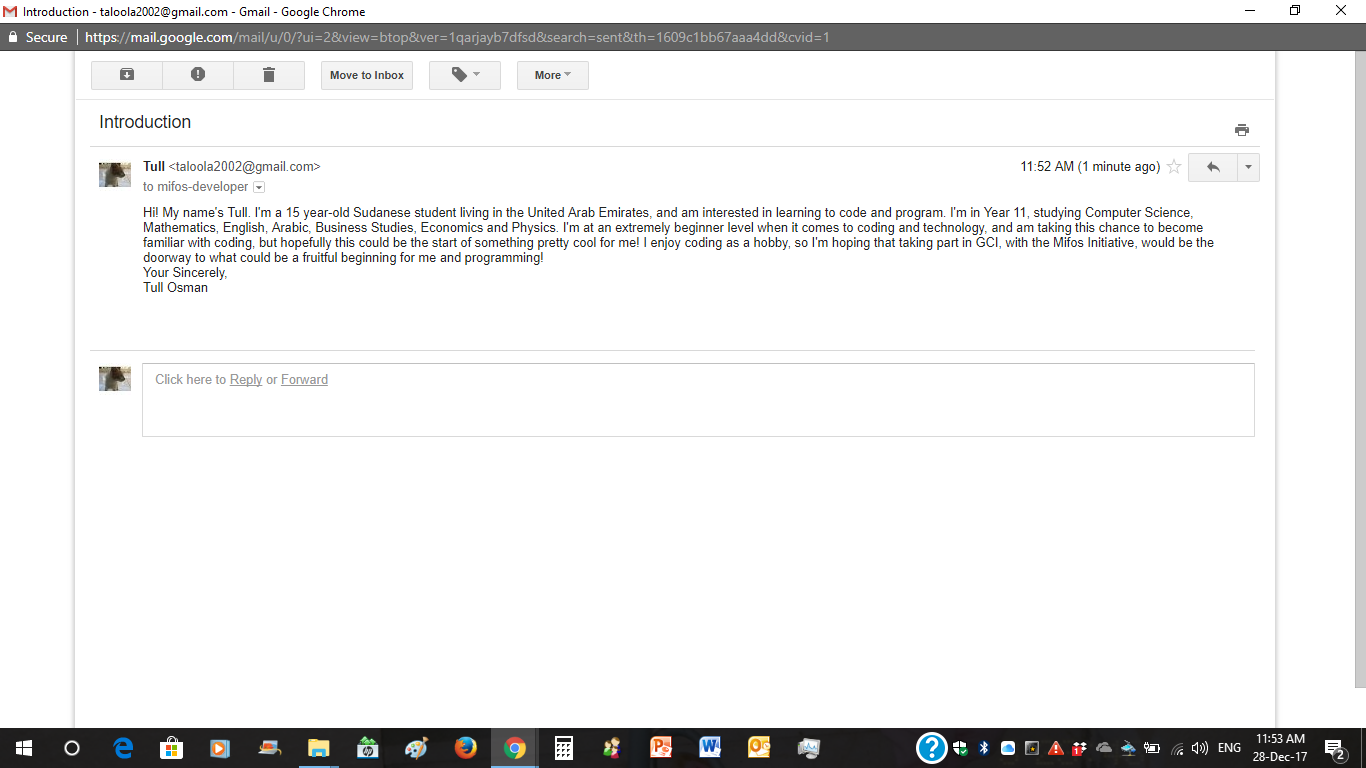 Introduction - taloola2002@gmail.com - Gmail - Google Chrome
Secure https://mail.google.com/mail/u/0/?ui=2&view=btop&ver=1qarjayb7dfsd&search=sent&th=1609c1bb67aaa4dd&cvid=1
Move to Inbox More
Introduction
Tull <taloola2002@gmail.com> 11:52 AM (1 minute ago)
to mifos-developer
Hi! My name's Tull. I'm a 15 year-old Sudanese student living in the United Arab Emirates, and am interested in learning to code and program. I'm in Year 11, studying Computer Science,
Mathematics, English, Arabic, Business Studies, Economics and Physics. I'm at an extremely beginner level when it comes to coding and technology, and am taking this chance to become
familiar with coding, but hopefully this could be the start of something pretty cool for me! I enjoy coding as a hobby, so I'm hoping that taking part in GCI, with the Mifos Initiative, would be the
doorway to what could be a fruitful beginning for me and programming!
Your Sincerely,
Tull Osman
Click here to Reply or Forward
ENG 11:53 AM
28-Dec-17 2